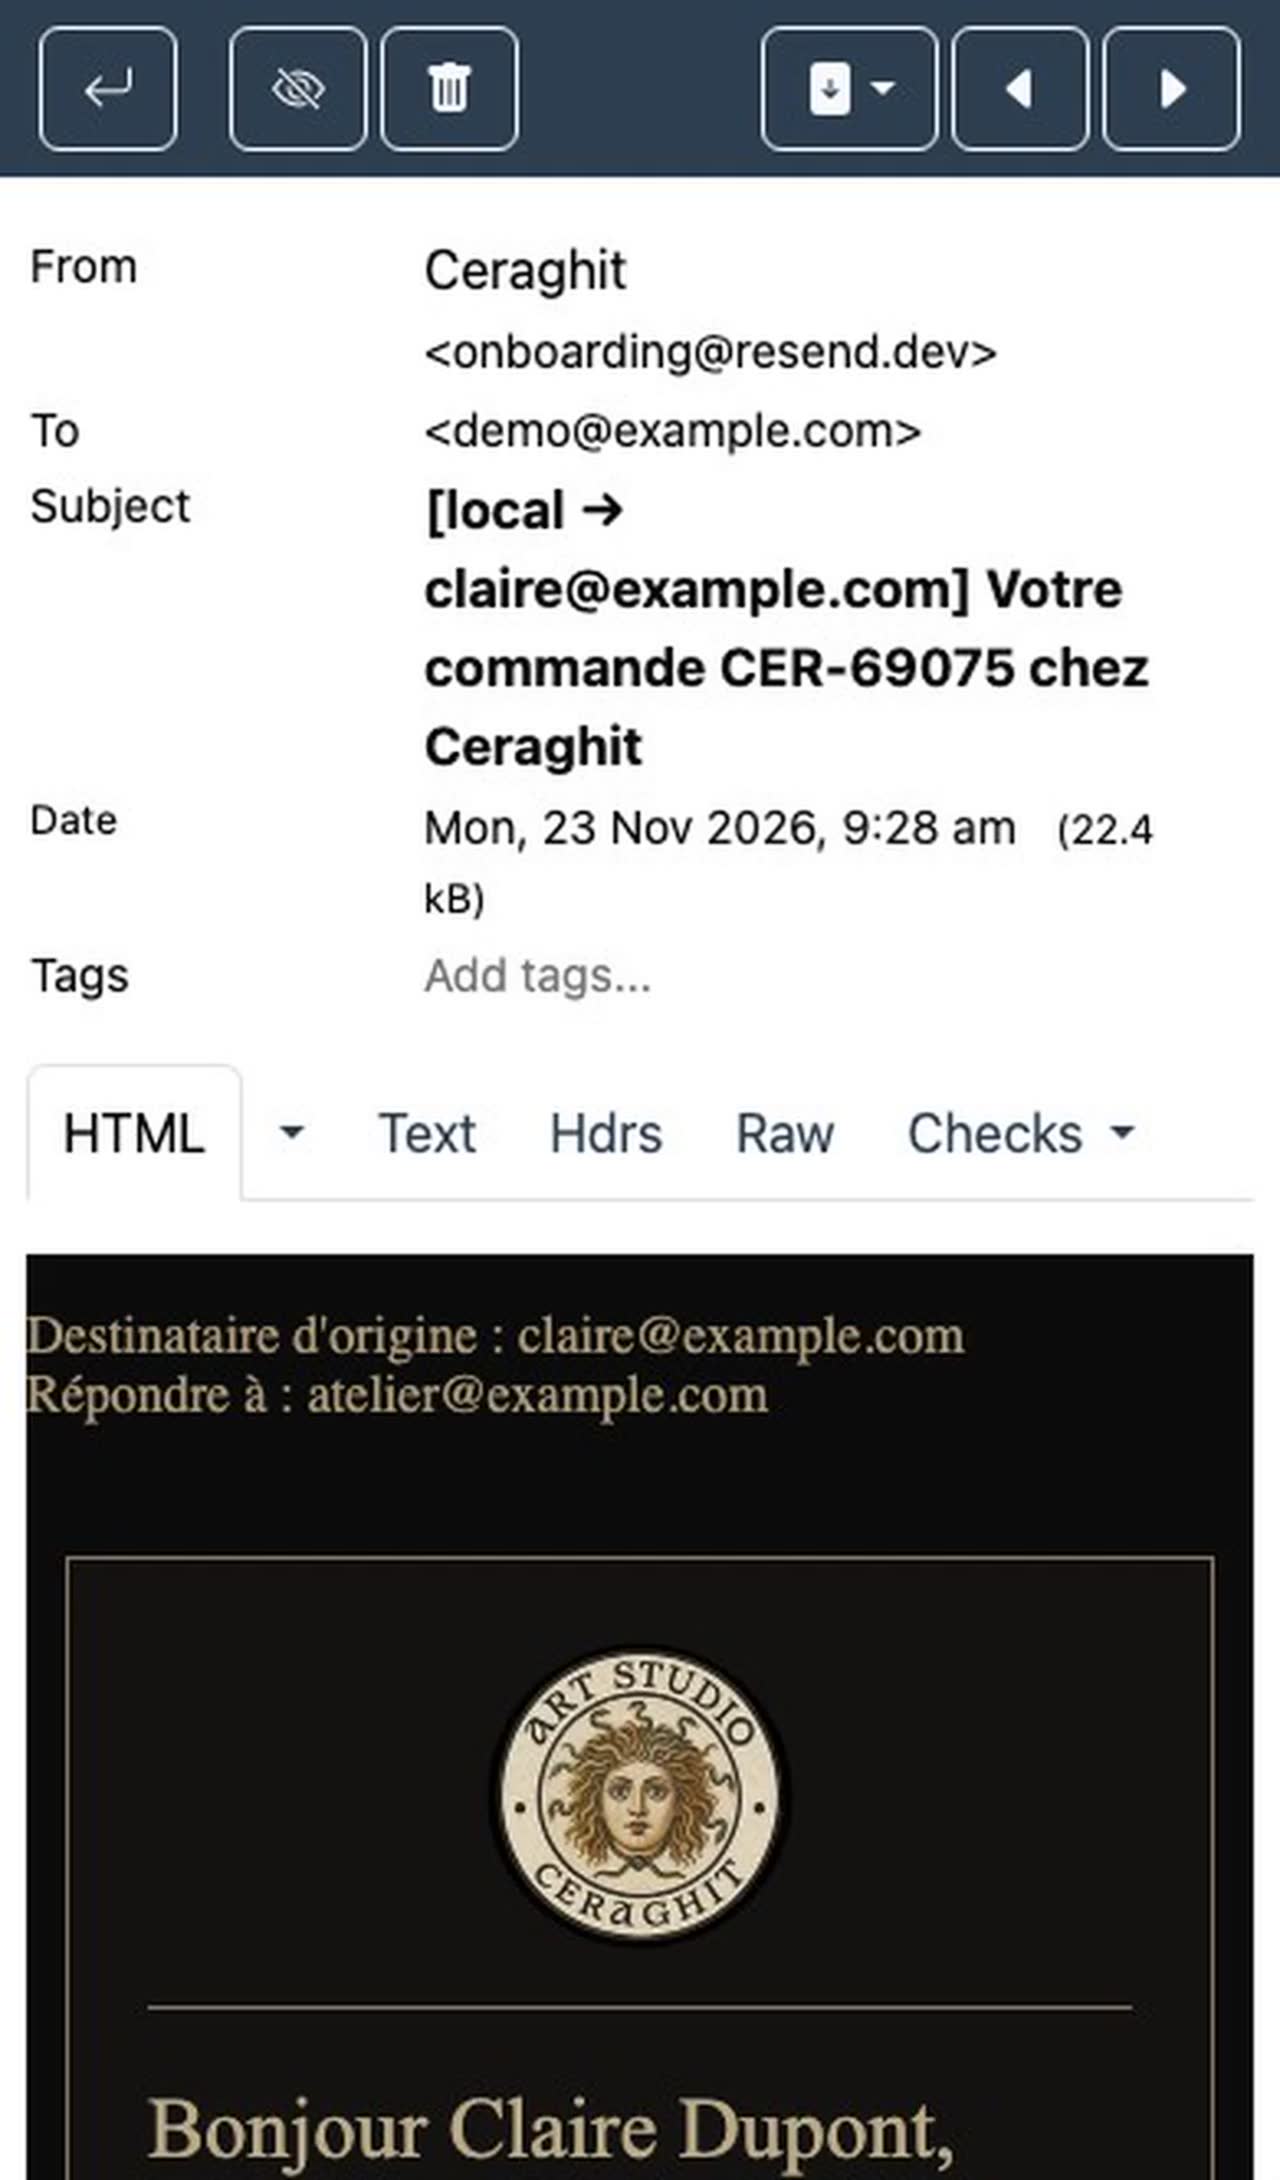 From
Ceraghit
<onboarding@resend.dev>
To
<demo@example.com>
Subject
[local →
claire@example.com] Votre
commande CER-69075 chez
Ceraghit
Date
Mon, 23 Nov 2026, 9:28 am (22.4
kB)
Tags
Add tags...
HTML Text Hdrs Raw Checks
Destinataire d'origine : claire@example.com
Répondre à : atelier@example.com
ART STUDIO
CERAGHIT
Bonjour Claire Dupont,